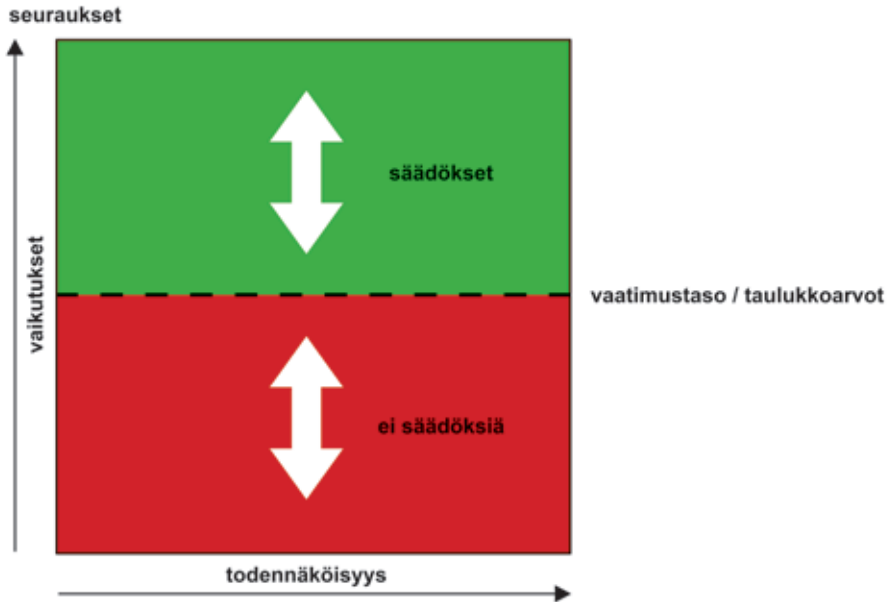 seuraukset
säädökset
vaikutukset
vaatimustaso / taulukkoarvot
ei säädöksiä
todennäköisyys